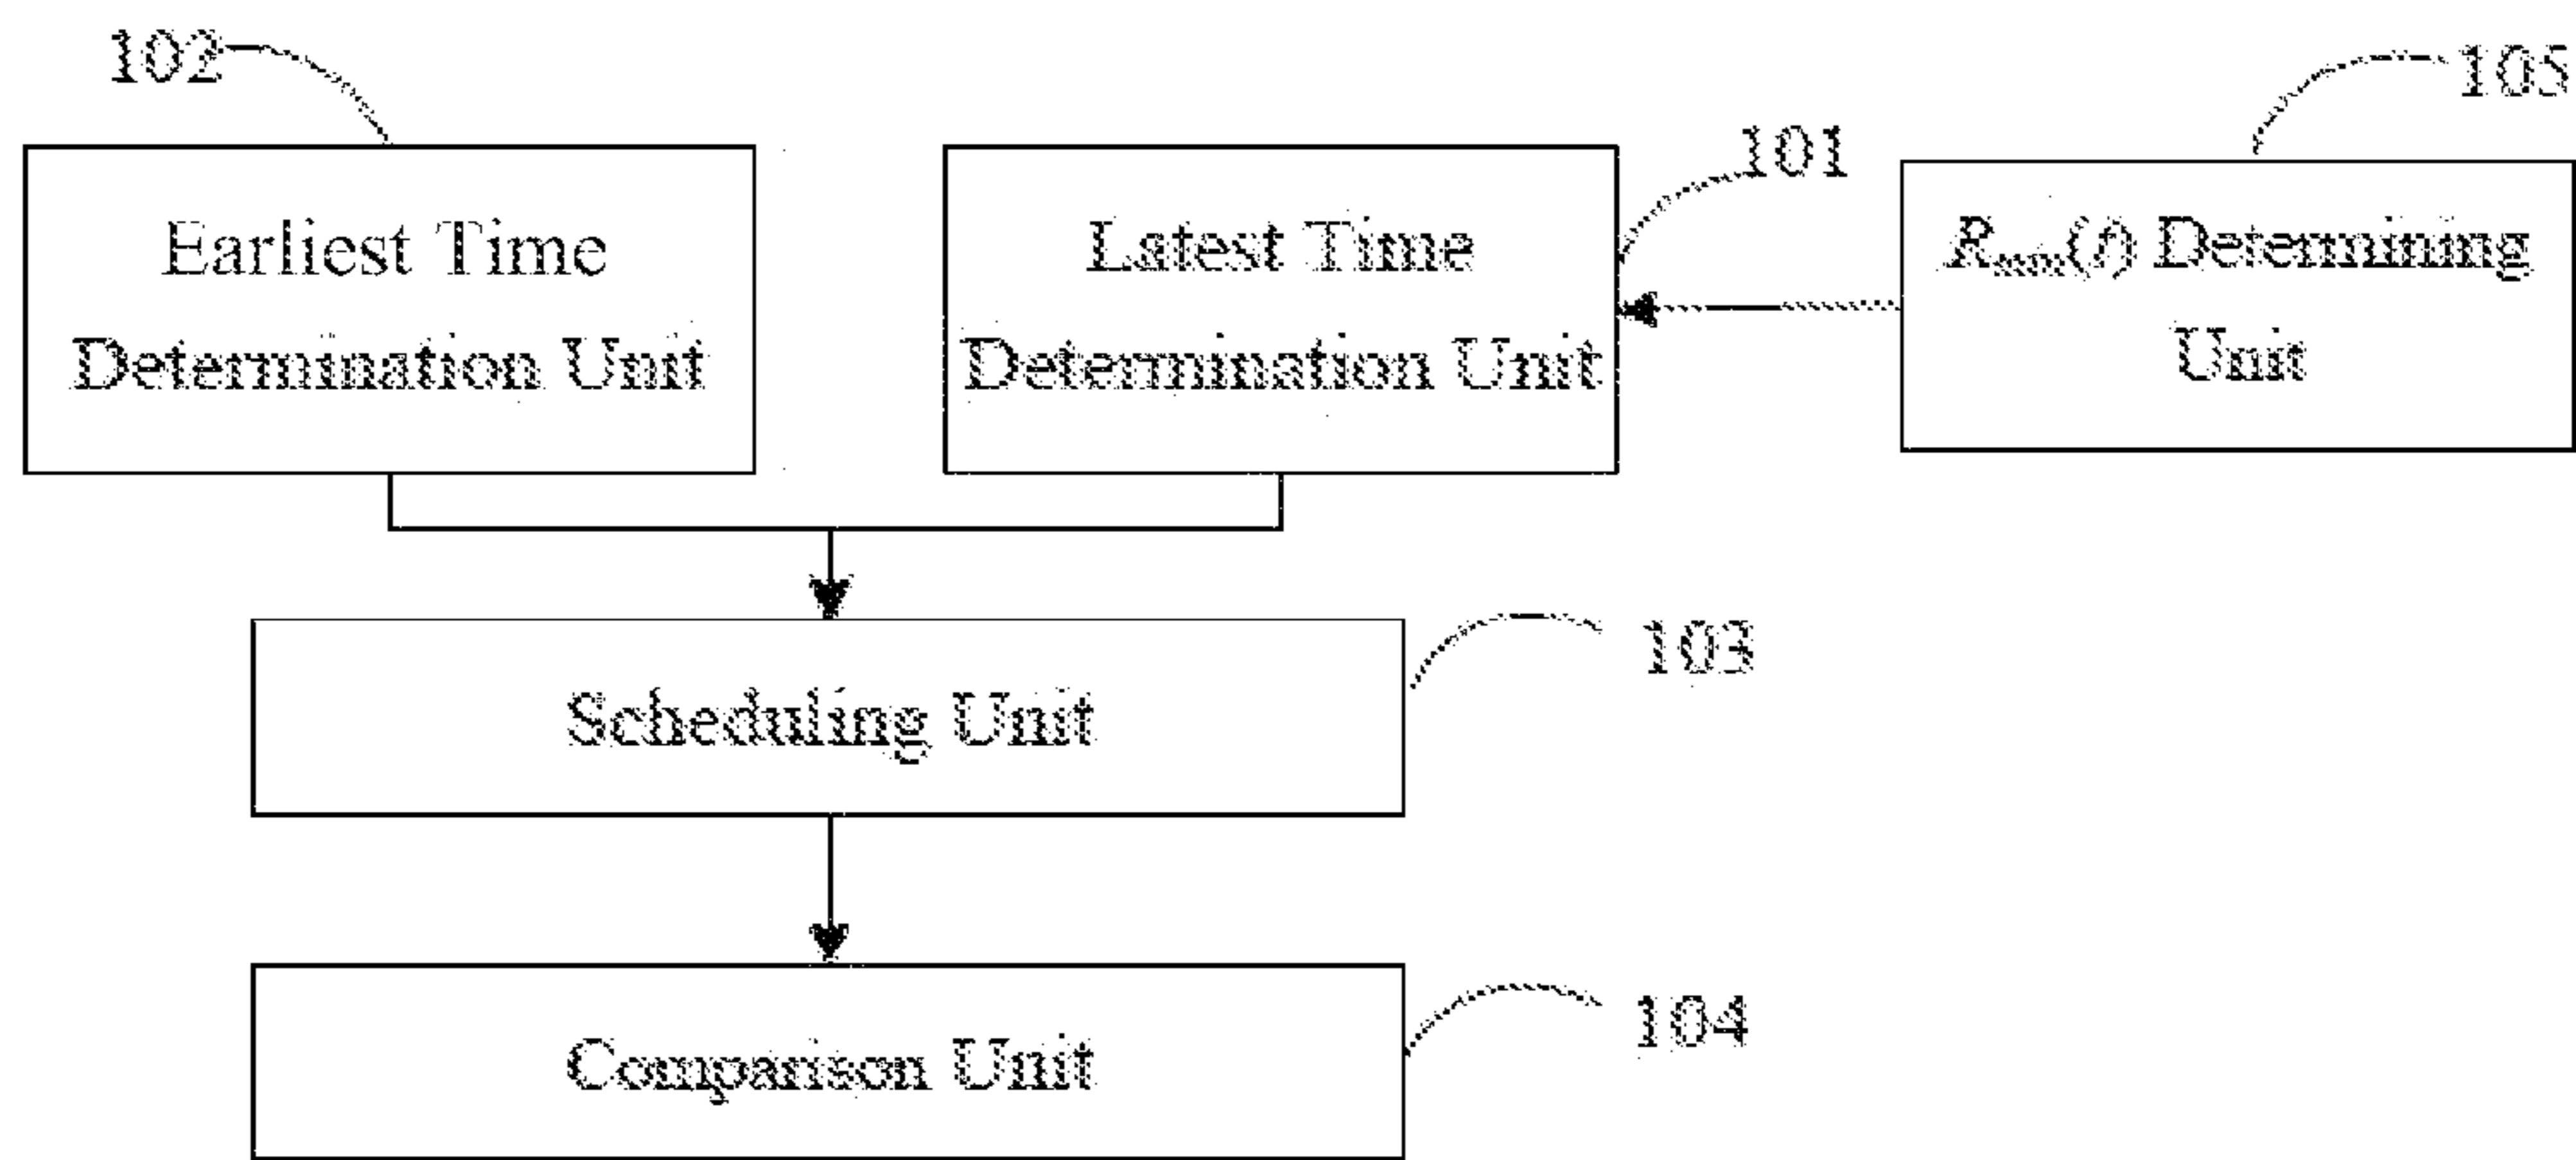 102
105
101
Earliest Time
Determination Unit
Latest Time
Determination Unit
Rmin(t) Determining
Unit
Scheduling Unit
103
Comparison Unit
104